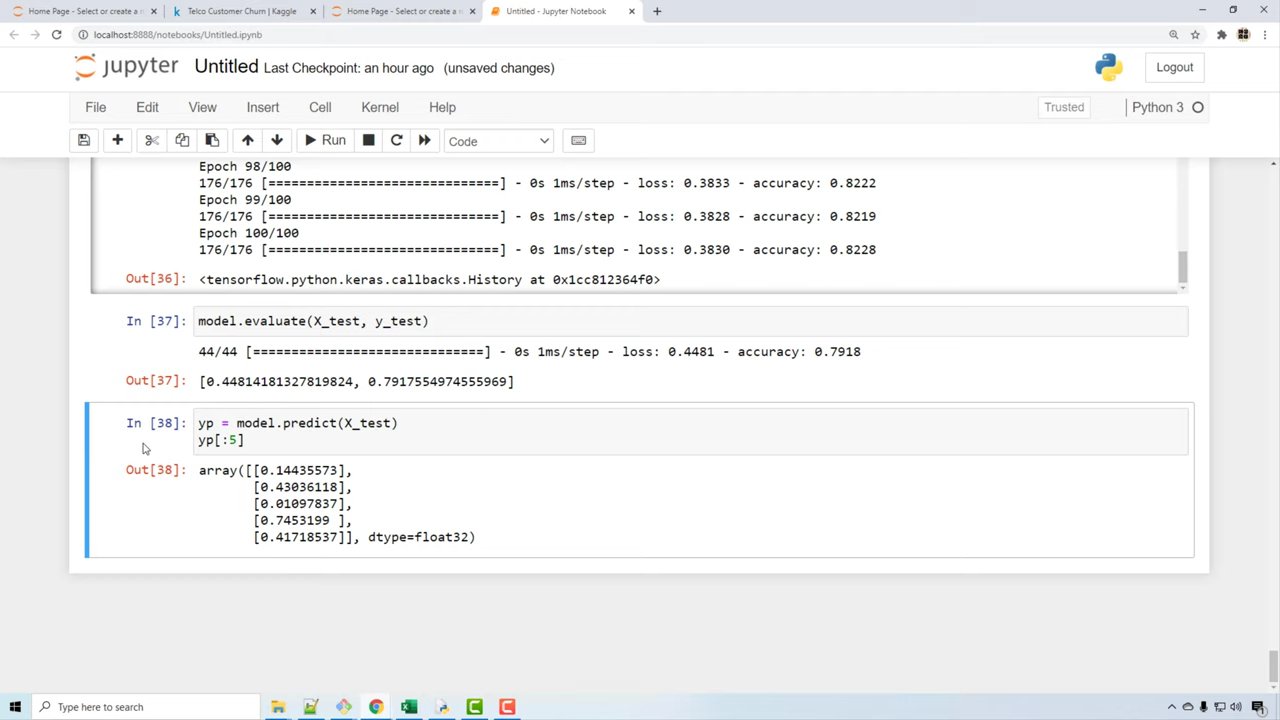 Home Page - Select or create a n
Telco Customer Churn | Kaggle
Home Page - Select or create a n
Untitled - Jupyter Notebook
localhost:8888/notebooks/Untitled.ipynb
jupyter Untitled Last Checkpoint: an hour ago (unsaved changes)
Logout
File Edit View Insert Cell Kernel Help
Trusted
Python 3
Run
Code
Epoch 98/100
176/176 [==============================] - 0s 1ms/step - loss: 0.3833 - accuracy: 0.8222
Epoch 99/100
176/176 [==============================] - 0s 1ms/step - loss: 0.3828 - accuracy: 0.8219
Epoch 100/100
176/176 [==============================] - 0s 1ms/step - loss: 0.3830 - accuracy: 0.8228
Out[36]: <tensorflow.python.keras.callbacks.History at 0x1cc812364f0>
In [37]: model.evaluate(X_test, y_test)
44/44 [==============================] - 0s 1ms/step - loss: 0.4481 - accuracy: 0.7918
Out[37]: [0.44814181327819824, 0.7917554974555969]
In [38]: yp = model.predict(X_test)
yp[:5]
Out[38]: array([[0.14435573],
[0.43036118],
[0.01097837],
[0.7453199 ],
[0.41718537]], dtype=float32)
Type here to search